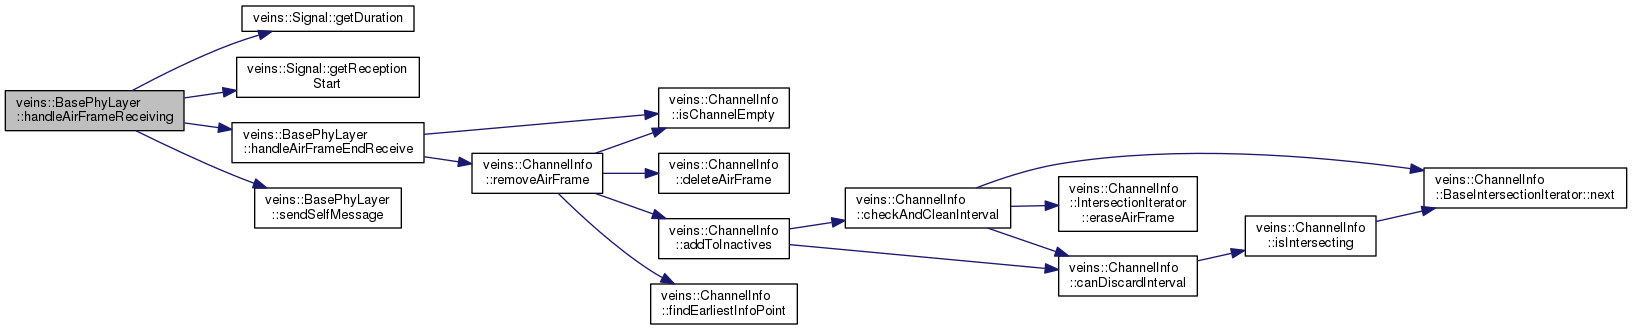 veins::Signal::getDuration
veins::Signal::getReception
Start
veins::BasePhyLayer
::handleAirFrameReceiving
veins::BasePhyLayer
::handleAirFrameEndReceive
veins::BasePhyLayer
::sendSelfMessage
veins::ChannelInfo
::removeAirFrame
veins::ChannelInfo
::isChannelEmpty
veins::ChannelInfo
::deleteAirFrame
veins::ChannelInfo
::addToInactives
veins::ChannelInfo
::findEarliestInfoPoint
veins::ChannelInfo
::checkAndCleanInterval
veins::ChannelInfo
::IntersectionIterator
::eraseAirFrame
veins::ChannelInfo
::canDiscardInterval
veins::ChannelInfo
::isIntersecting
veins::ChannelInfo
::BaseIntersectionIterator::next